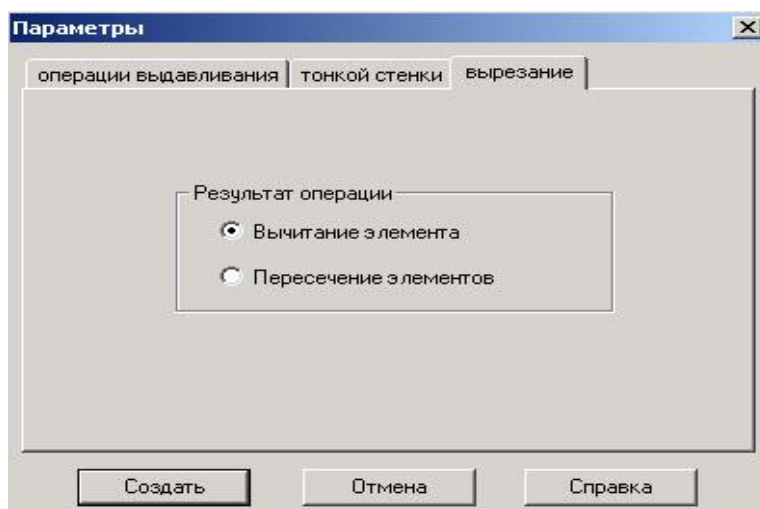 Параметры
операции выдавливания тонкой стенки вырезание
Результат операции
Вычитание элемента
Пересечение элементов
Создать Отмена Справка